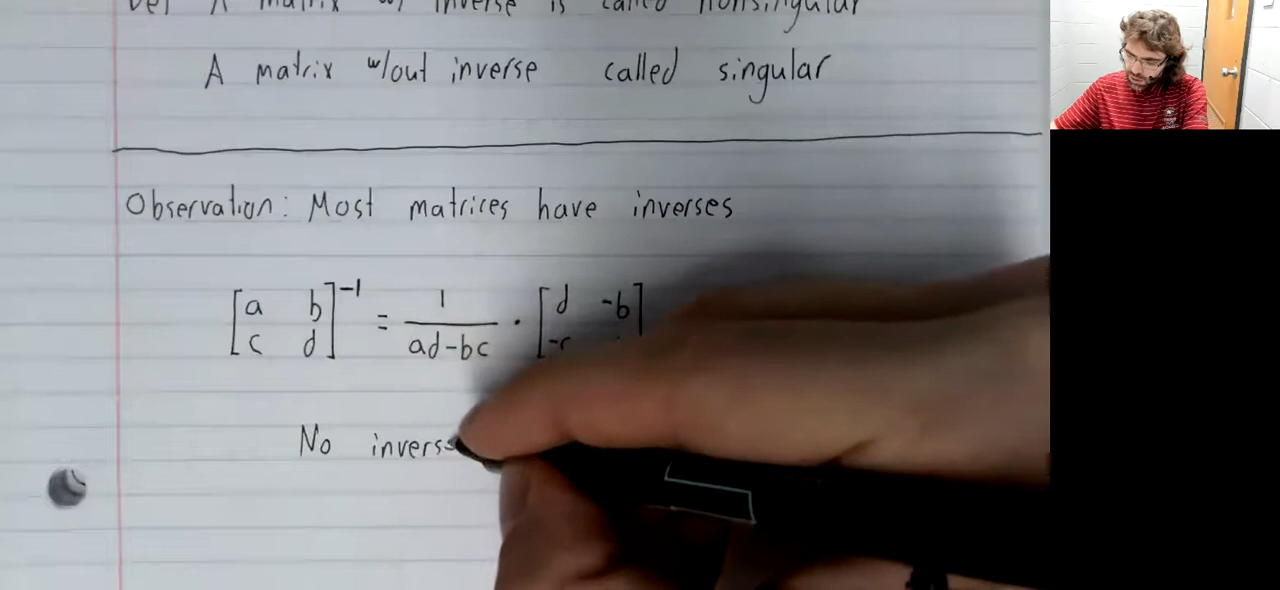 Def A matrix w/ inverse is called nonsingular
A matrix w/out inverse called singular
Observation: Most matrices have inverses
[a b; c d]⁻¹ = 1/(ad-bc) · [d -b; -c
No invers